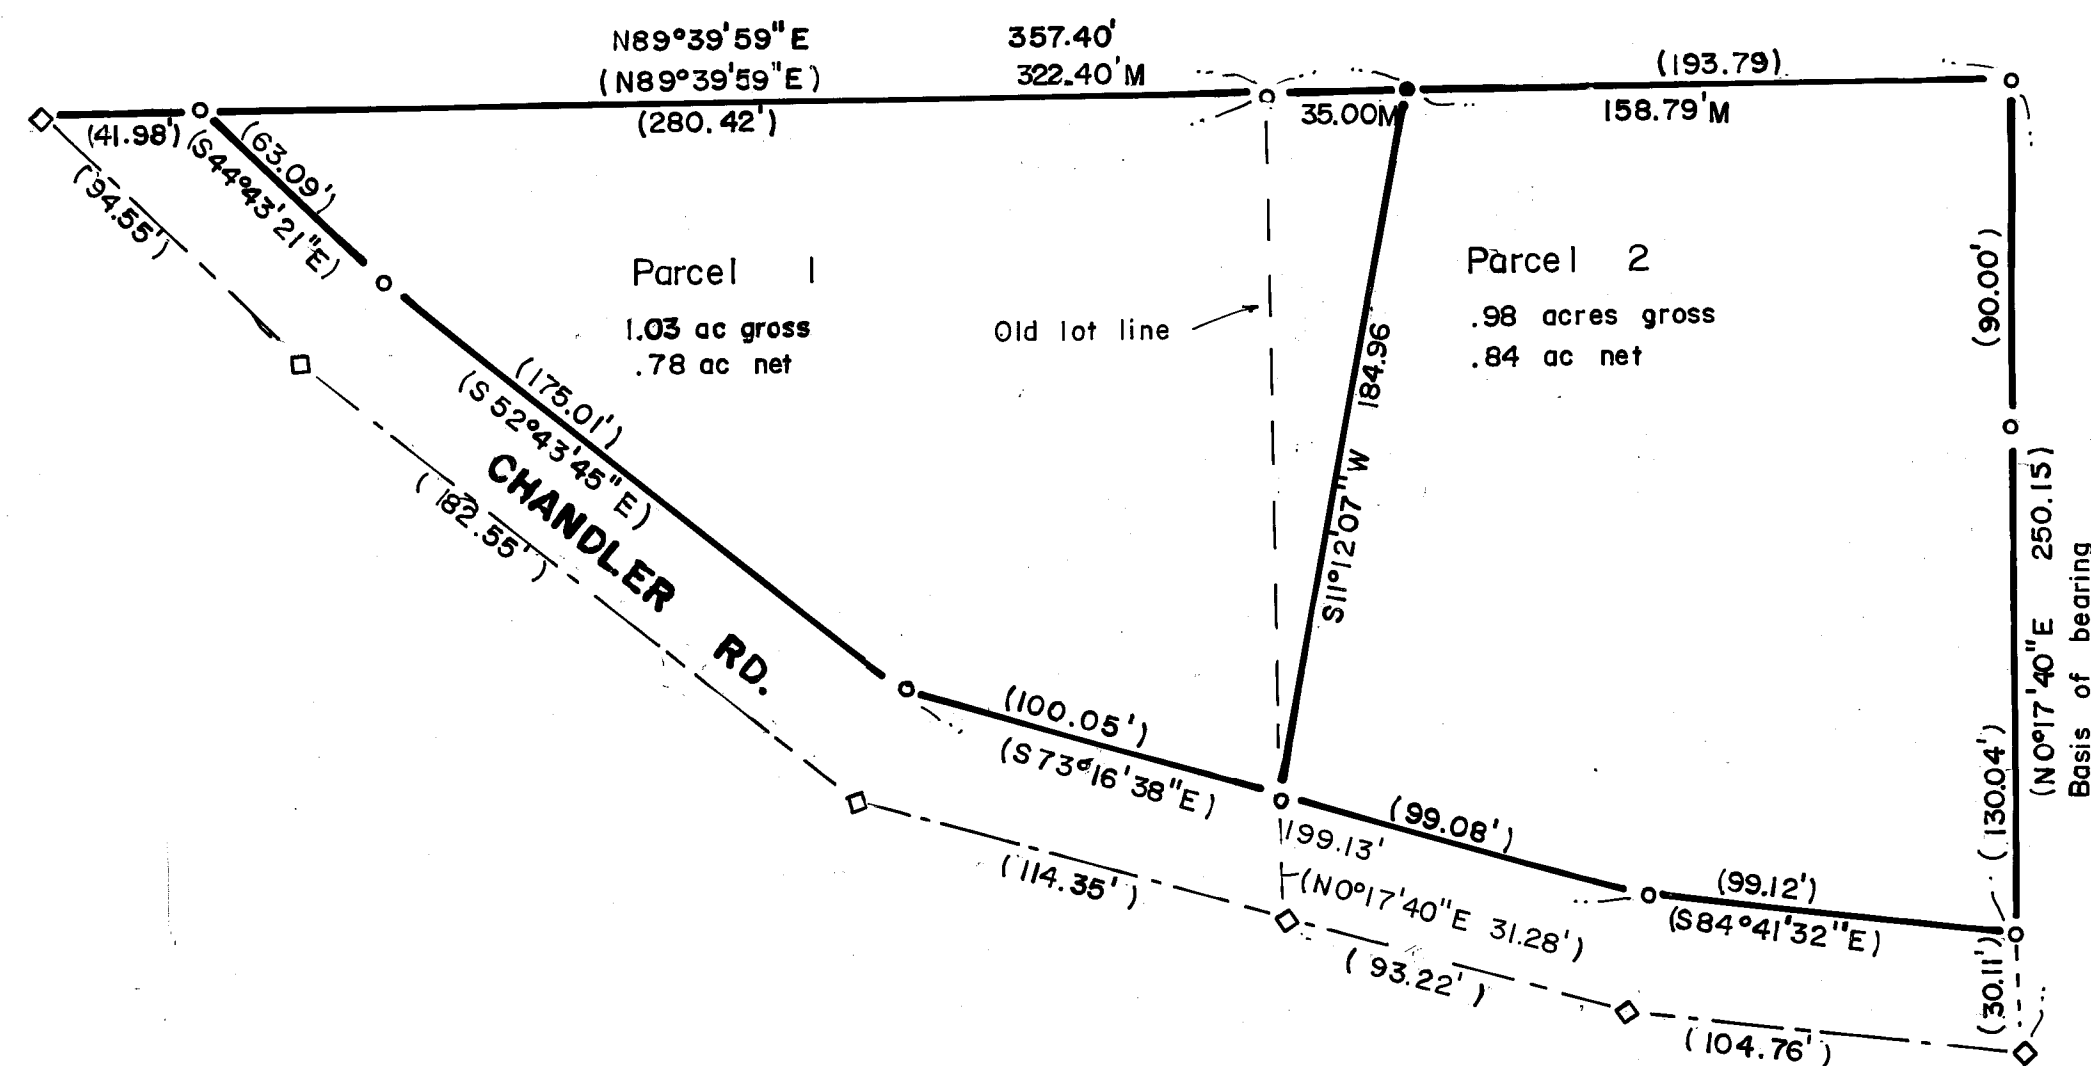 N89°39'59"E 357.40'
(N89°39'59"E) 322.40'M
(193.79)
(41.98')
(280.42')
35.00M
158.79'M
(63.09')
(S44°43'21"E)
(94.55')
Parcel 1
1.03 ac gross
.78 ac net
Old lot line
Parcel 2
.98 acres gross
.84 ac net
(90.00')
(175.01')
(S52°43'45"E)
CHANDLER RD.
(182.55')
S11°12'07"W 184.96
(N0°17'40"E 250.15)
Basis of bearing
(130.04')
(100.05')
(S73°16'38"E)
(99.08')
199.13'
(114.35')
(N0°17'40"E 31.28')
(93.22')
(99.12')
(S84°41'32"E)
(30.11')
(104.76')